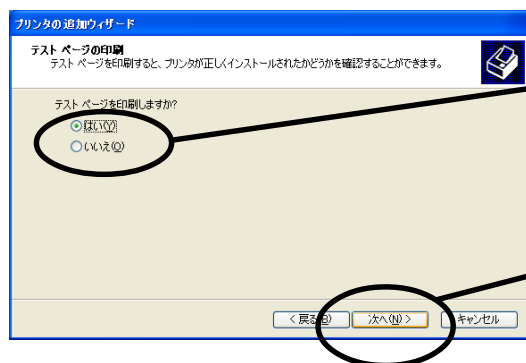 プリンタの追加ウィザード
テスト ページの印刷
テスト ページを印刷すると、プリンタが正しくインストールされたかどうかを確認することができます。
テスト ページを印刷しますか?
はい(Y)
いいえ(O)
< 戻る(B) 次へ(N) > キャンセル